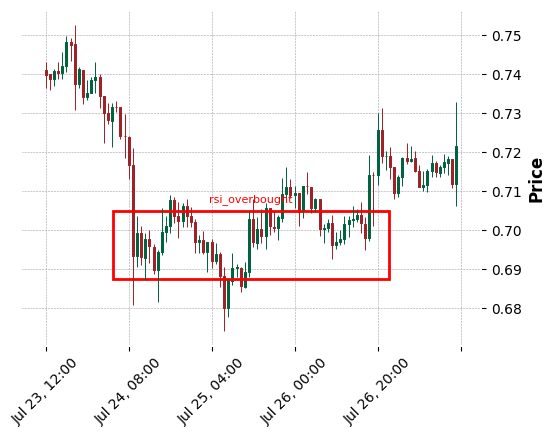 0.75
0.74
0.73
0.72
rsi_overbought
0.71
0.70
0.69
0.68
Price
Jul 23, 12:00
Jul 24, 08:00
Jul 25, 04:00
Jul 26, 00:00
Jul 26, 20:00